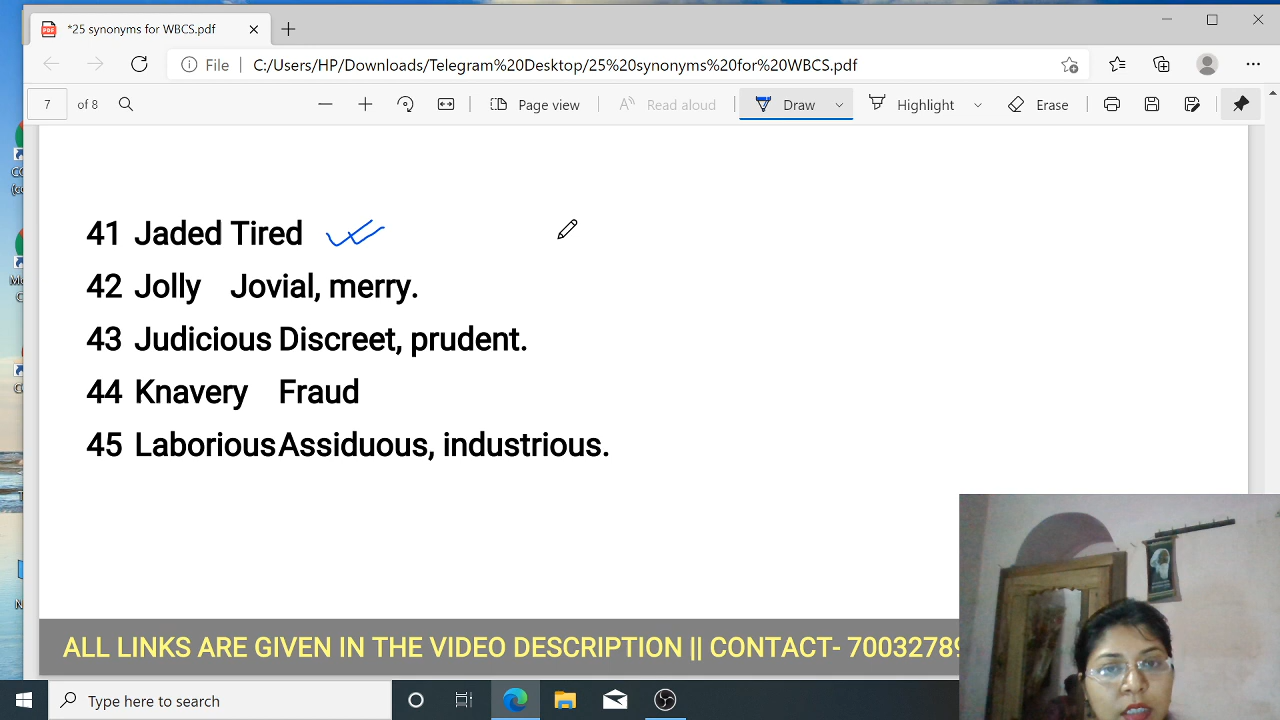 *25 synonyms for WBCS.pdf
File | C:/Users/HP/Downloads/Telegram%20Desktop/25%20synonyms%20for%20WBCS.pdf
7 of 8 Page view Read aloud Draw Highlight Erase
41 Jaded Tired
42 Jolly Jovial, merry.
43 Judicious Discreet, prudent.
44 Knavery Fraud
45 Laborious Assiduous, industrious.
ALL LINKS ARE GIVEN IN THE VIDEO DESCRIPTION || CONTACT- 70032789
Type here to search